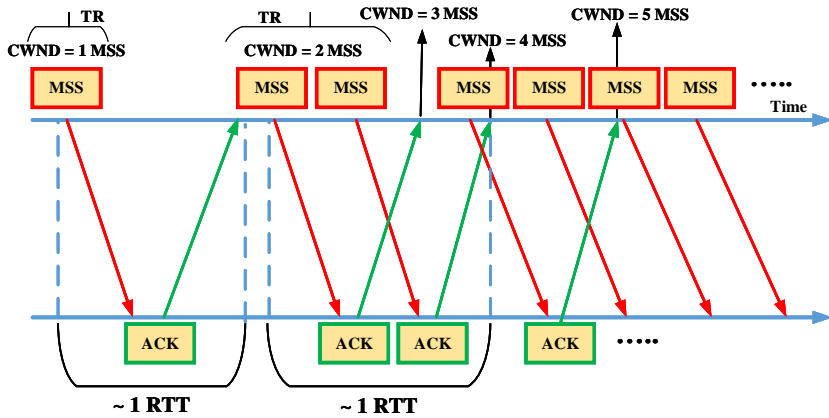 TR
TR
CWND = 3 MSS
CWND = 5 MSS
CWND = 1 MSS
CWND = 2 MSS
CWND = 4 MSS
MSS
MSS
MSS
MSS
MSS
MSS
MSS
.....
Time
ACK
ACK
ACK
ACK
.....
~ 1 RTT
~ 1 RTT